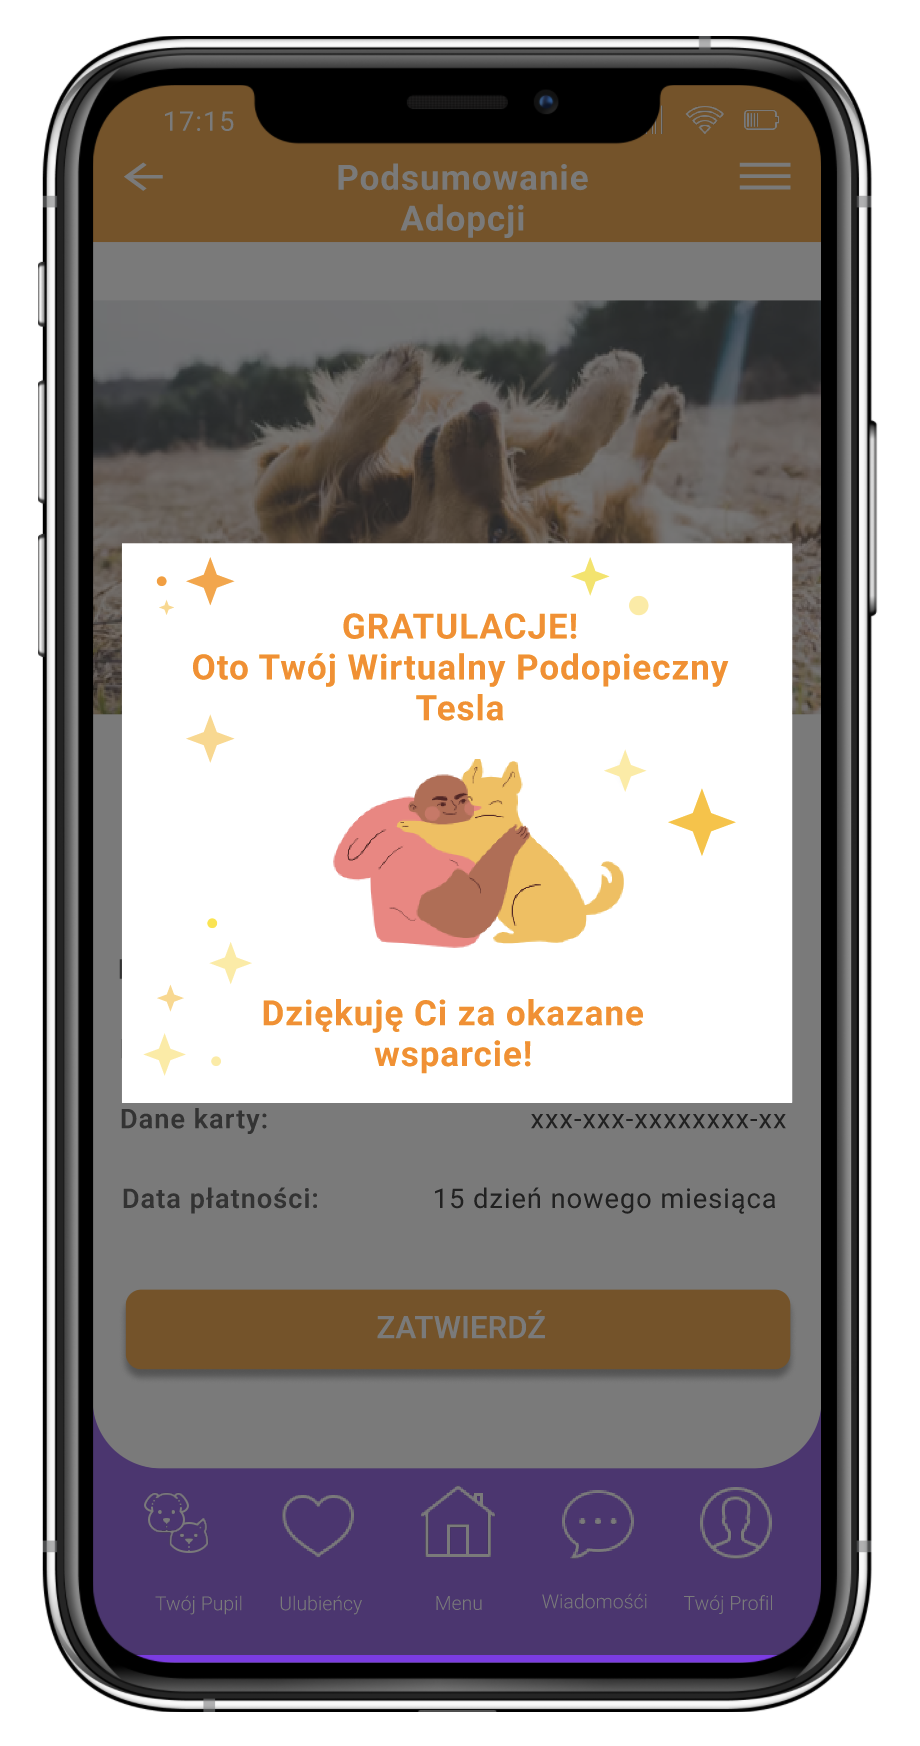 17:15
Podsumowanie
Adopcji
GRATULACJE!
Oto Twój Wirtualny Podopieczny
Tesla
Dziękuję Ci za okazane
wsparcie!
Dane karty: xxx-xxx-xxxxxxxx-xx
Data płatności: 15 dzień nowego miesiąca
ZATWIERDŹ
Twój Pupil Ulubieńcy Menu Wiadomośći Twój Profil